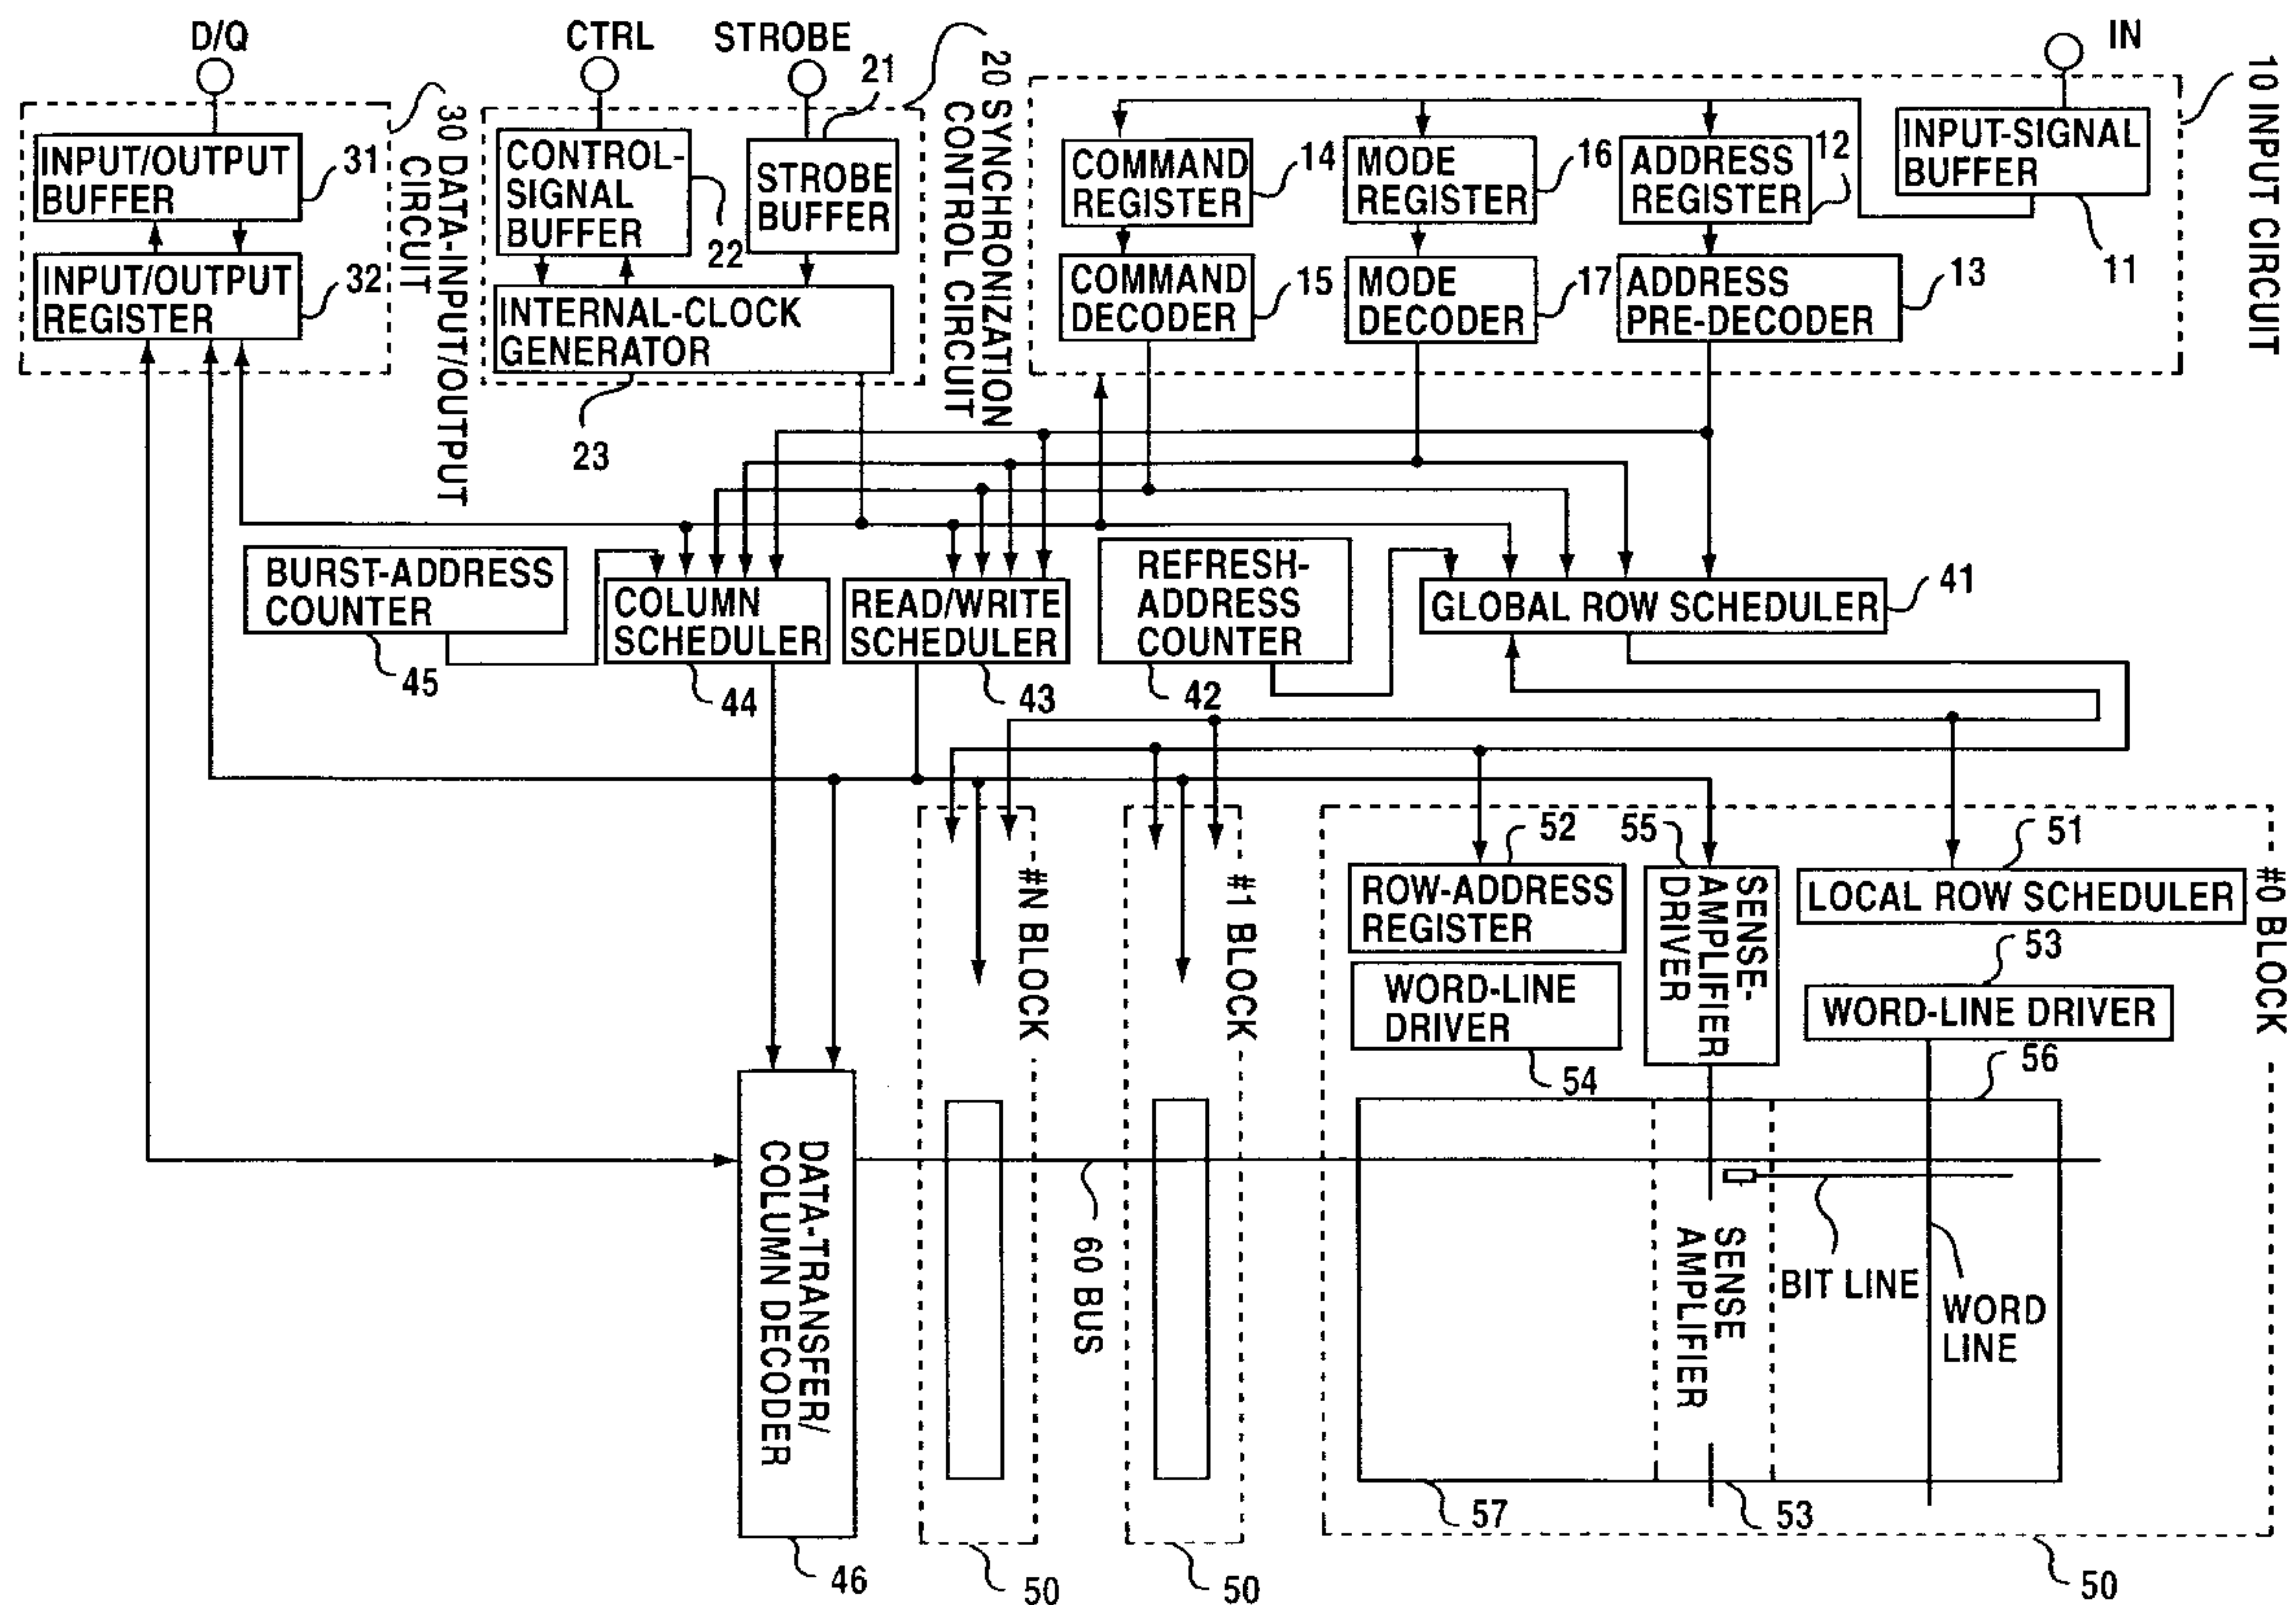 D/Q
CTRL
STROBE
IN
21
20 SYNCHRONIZATION
CONTROL CIRCUIT
10 INPUT CIRCUIT
30 DATA-INPUT/OUTPUT
CIRCUIT
INPUT/OUTPUT
BUFFER
31
INPUT/OUTPUT
REGISTER
32
CONTROL-
SIGNAL
BUFFER
22
STROBE
BUFFER
INTERNAL-CLOCK
GENERATOR
23
COMMAND
REGISTER
14
MODE
REGISTER
16
ADDRESS
REGISTER
12
INPUT-SIGNAL
BUFFER
11
COMMAND
DECODER
15
MODE
DECODER
17
ADDRESS
PRE-DECODER
13
BURST-ADDRESS
COUNTER
45
COLUMN
SCHEDULER
44
READ/WRITE
SCHEDULER
43
REFRESH-
ADDRESS
COUNTER
42
GLOBAL ROW SCHEDULER
41
#N BLOCK
#1 BLOCK
#0 BLOCK
52
55
51
ROW-ADDRESS
REGISTER
SENSE-
AMPLIFIER
DRIVER
LOCAL ROW SCHEDULER
53
WORD-LINE
DRIVER
54
WORD-LINE DRIVER
56
DATA-TRANSFER/
COLUMN DECODER
46
60 BUS
SENSE
AMPLIFIER
BIT LINE
WORD
LINE
57
53
50
50
50